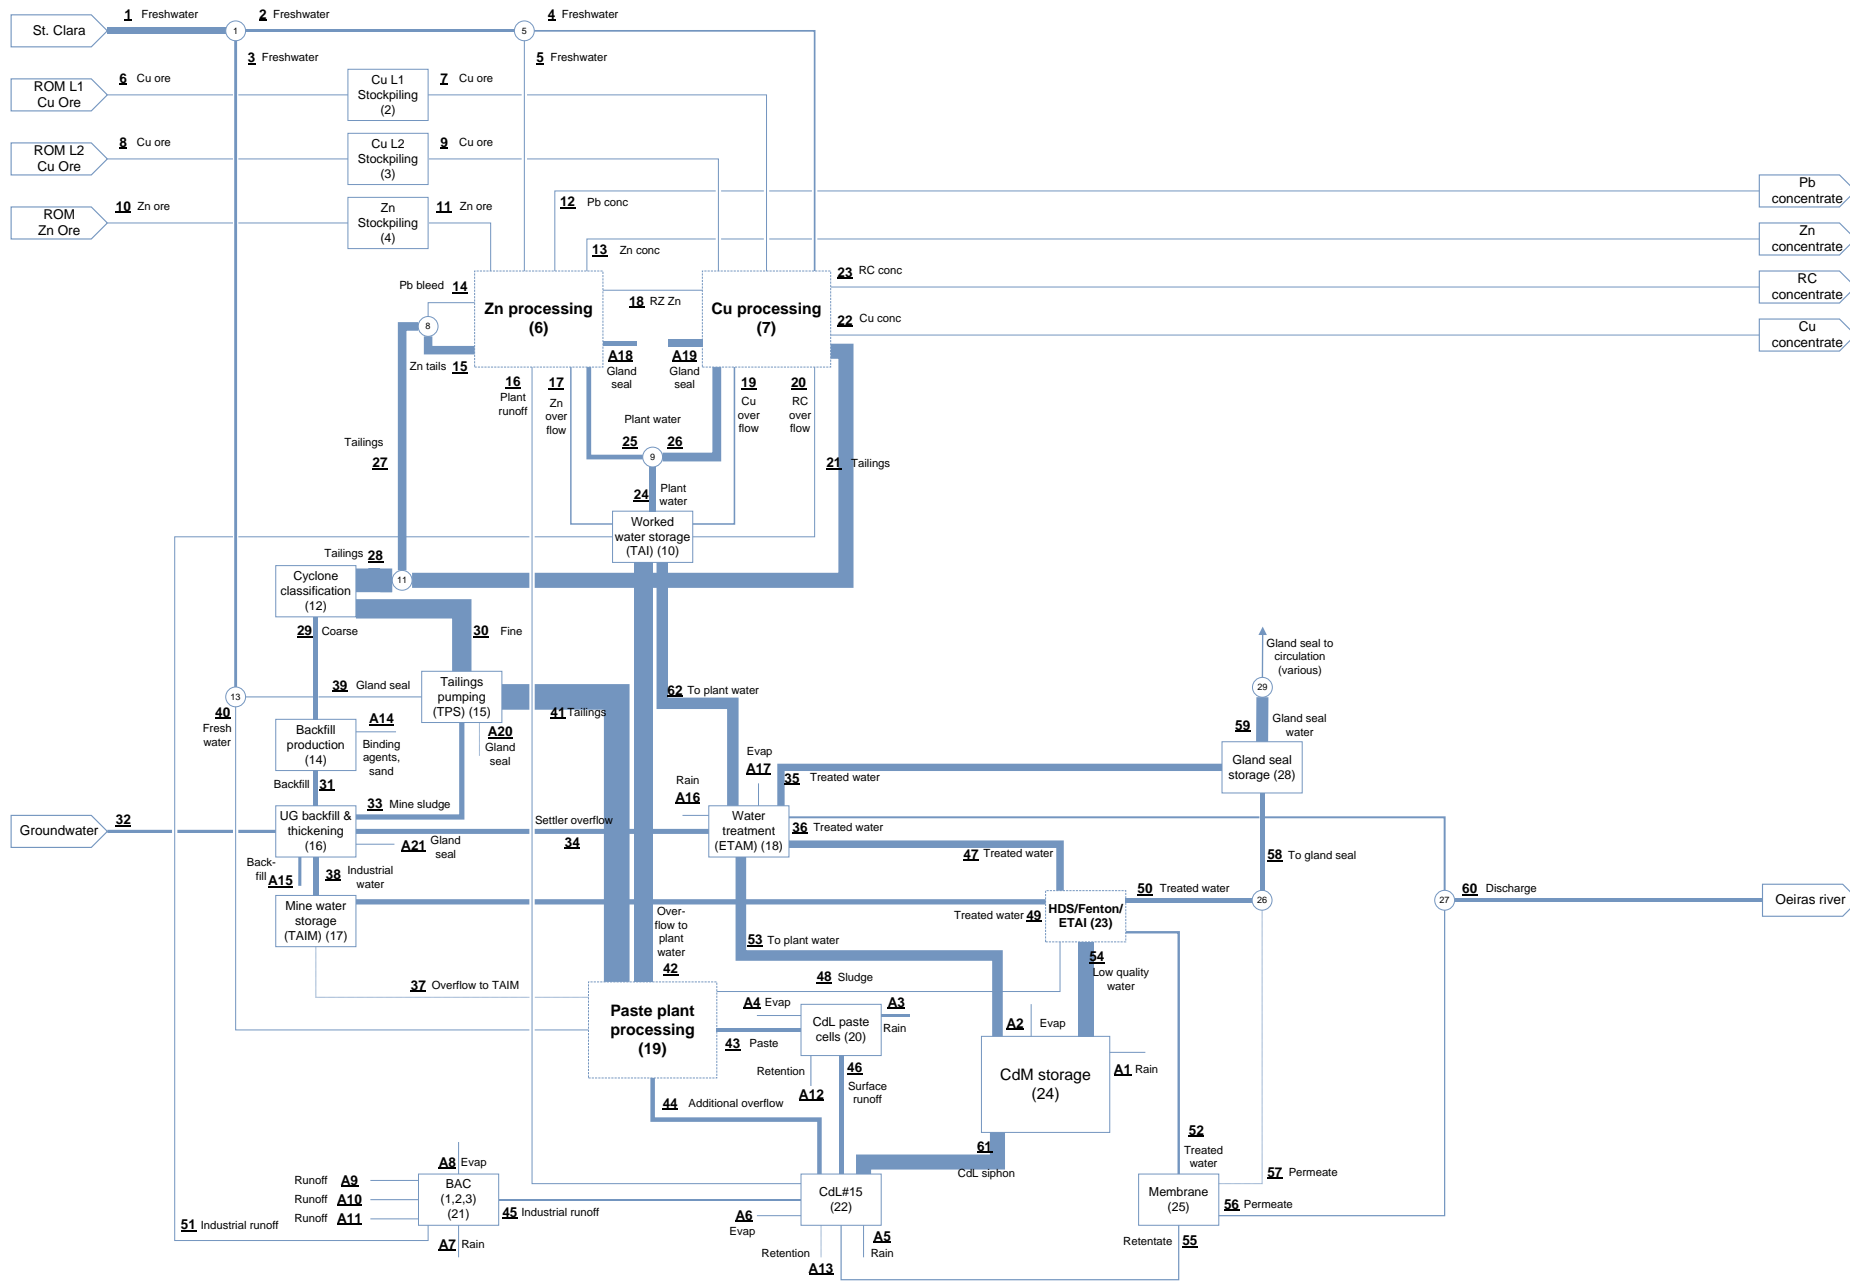 1 Freshwater
2 Freshwater
4 Freshwater
St. Clara
1
5
3 Freshwater
5 Freshwater
6 Cu ore
7 Cu ore
ROM L1
Cu Ore
Cu L1
Stockpiling
(2)
8 Cu ore
9 Cu ore
ROM L2
Cu Ore
Cu L2
Stockpiling
(3)
10 Zn ore
11 Zn ore
ROM
Zn Ore
Zn
Stockpiling
(4)
12 Pb conc
Pb
concentrate
13 Zn conc
Zn
concentrate
23 RC conc
RC
concentrate
22 Cu conc
Cu
concentrate
Pb bleed 14
Zn processing
(6)
18 RZ Zn
Cu processing
(7)
8
Zn tails 15
A18
Gland
seal
A19
Gland
seal
16
Plant
runoff
17
Zn
over
flow
19
Cu
over
flow
20
RC
over
flow
Plant water
25
26
9
Tailings
27
21 Tailings
24 Plant
water
Worked
water storage
(TAI) (10)
Tailings 28
11
Cyclone
classification
(12)
29 Coarse
30 Fine
Gland seal to
circulation
(various)
29
13
39 Gland seal
Tailings
pumping
(TPS) (15)
41 Tailings
62 To plant water
40
Fresh
water
59 Gland seal
water
Backfill
production
(14)
A14
Binding
agents,
sand
A20
Gland
seal
Gland seal
storage (28)
Evap
A17
35 Treated water
Rain
A16
Backfill 31
33 Mine sludge
Groundwater
32
UG backfill &
thickening
(16)
Settler overflow
34
Water
treatment
(ETAM) (18)
36 Treated water
A21 Gland
seal
Back-
fill A15
38 Industrial
water
47 Treated water
58 To gland seal
Mine water
storage
(TAIM) (17)
Treated water 49
HDS/Fenton/
ETAI (23)
50 Treated water
26
27
60 Discharge
Oeiras river
Over-
flow to
plant
water
42
53 To plant water
54
Low quality
water
37 Overflow to TAIM
48 Sludge
Paste plant
processing
(19)
A4 Evap
A3
Rain
CdL paste
cells (20)
43 Paste
A2 Evap
A1 Rain
CdM storage
(24)
Retention
A12
46
Surface
runoff
44 Additional overflow
52
Treated
water
61
CdL siphon
A8 Evap
Runoff A9
Runoff A10
Runoff A11
BAC
(1,2,3)
(21)
45 Industrial runoff
51 Industrial runoff
A7 Rain
CdL#15
(22)
A6
Evap
A5
Rain
Retention
A13
Membrane
(25)
57 Permeate
56 Permeate
Retentate 55